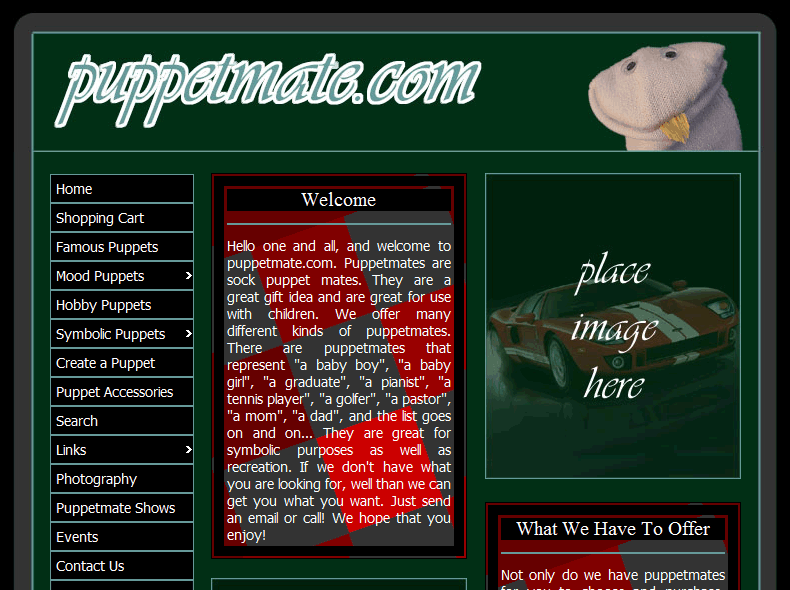 puppetmate.com
Home
Shopping Cart
Famous Puppets
Mood Puppets
Hobby Puppets
Symbolic Puppets
Create a Puppet
Puppet Accessories
Search
Links
Photography
Puppetmate Shows
Events
Contact Us
Welcome
Hello one and all, and welcome to
puppetmate.com. Puppetmates are
sock puppet mates. They are a
great gift idea and are great for use
with children. We offer many
different kinds of puppetmates.
There are puppetmates that
represent "a baby boy", "a baby
girl", "a graduate", "a pianist", "a
tennis player", "a golfer", "a pastor",
"a mom", "a dad", and the list goes
on and on... They are great for
symbolic purposes as well as
recreation. If we don't have what
you are looking for, well than we can
get you what you want. Just send
an email or call! We hope that you
enjoy!
place
image
here
What We Have To Offer
Not only do we have puppetmates
for you to choose and purchase,